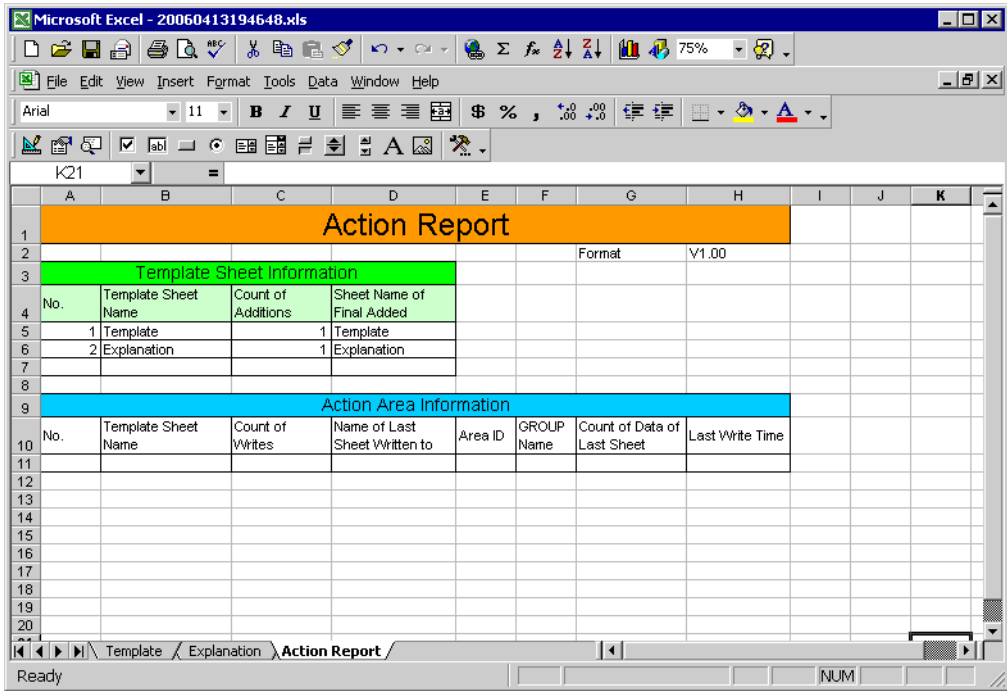 Microsoft Excel - 20060413194648.xls
ABC Σ fx A Z Z A 75%
File Edit View Insert Format Tools Data Window Help
Arial 11 B I U $ % , .00 .00 A
ab| A
K21 =
A B C D E F G H I J K
1 Action Report
2 Format V1.00
3 Template Sheet Information
4 No. Template Sheet Name Count of Additions Sheet Name of Final Added
5 1 Template 1 Template
6 2 Explanation 1 Explanation
7
8
9 Action Area Information
10 No. Template Sheet Name Count of Writes Name of Last Sheet Written to Area ID GROUP Name Count of Data of Last Sheet Last Write Time
11
12
13
14
15
16
17
18
19
20
Template Explanation Action Report
Ready NUM